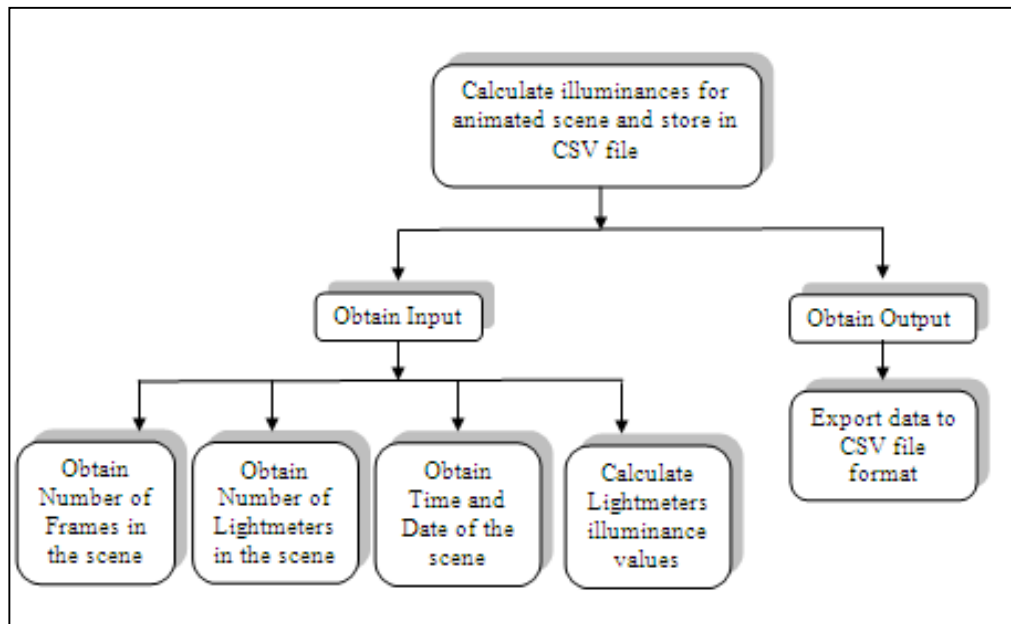 Calculate illuminances for
animated scene and store in
CSV file
Obtain Input
Obtain Output
Obtain
Number of
Frames in
the scene
Obtain
Number of
Lightmeters
in the scene
Obtain
Time and
Date of the
scene
Calculate
Lightmeters
illuminance
values
Export data to
CSV file
format